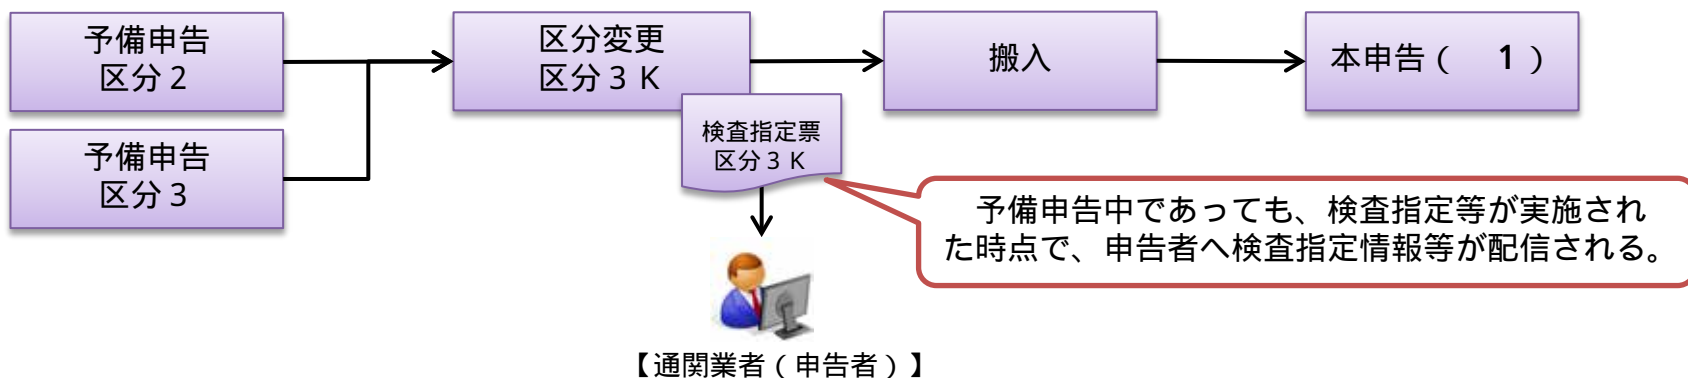 予備申告
区分２
予備申告
区分３
区分変更
区分３Ｋ
検査指定票
区分３Ｋ
搬入
本申告（　1　）
予備申告中であっても、検査指定等が実施され
た時点で、申告者へ検査指定情報等が配信される。
【通関業者（申告者）】